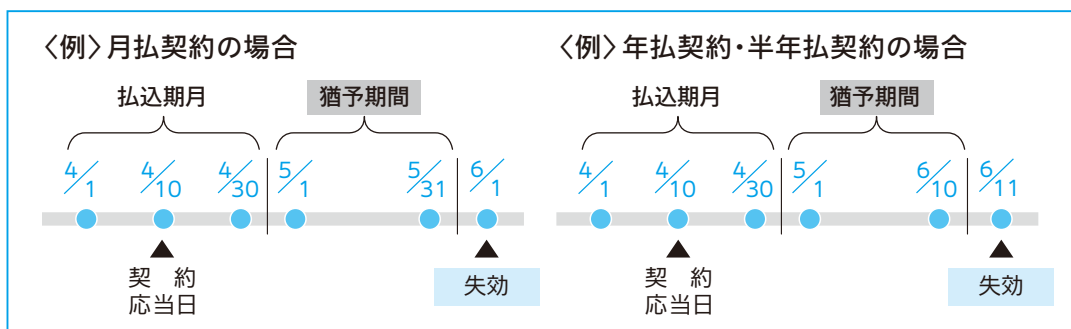 〈例〉月払契約の場合
払込期月
猶予期間
4/1
4/10
4/30
5/1
5/31
6/1
契　約
応当日
失効
〈例〉年払契約・半年払契約の場合
払込期月
猶予期間
4/1
4/10
4/30
5/1
6/10
6/11
契　約
応当日
失効